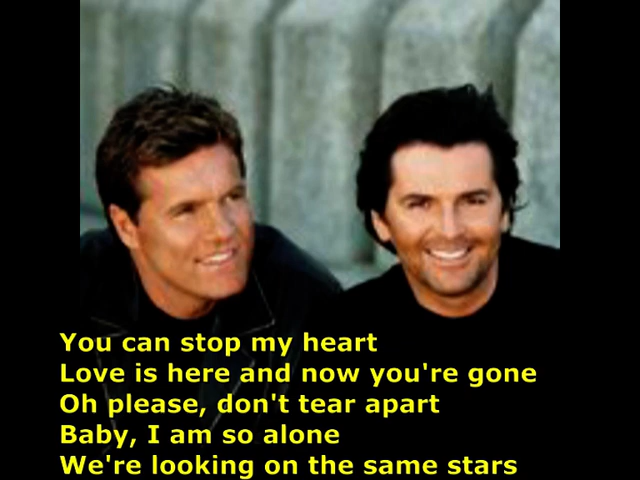 You can stop my heart
Love is here and now you're gone
Oh please, don't tear apart
Baby, I am so alone
We're looking on the same stars